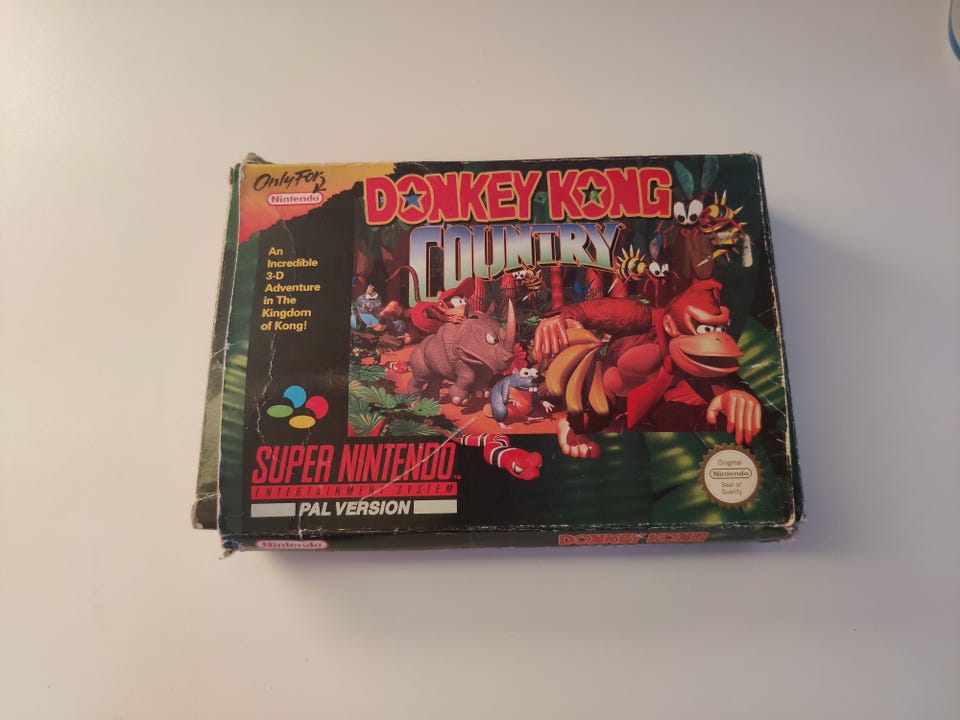 Only For
Nintendo
DONKEY KONG
COUNTRY
An
Incredible
3-D
Adventure
in The
Kingdom
of Kong!
SUPER NINTENDO™
ENTERTAINMENT SYSTEM
PAL VERSION
Original
Nintendo
Seal of
Quality
Nintendo
DONKEY KONG